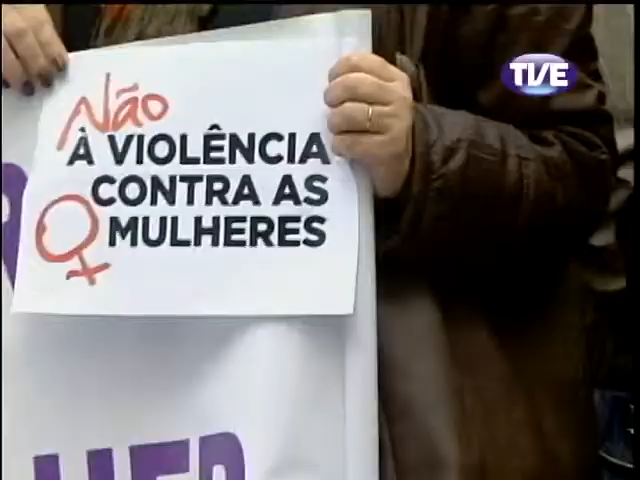 TVE
Não
À VIOLÊNCIA
CONTRA AS
MULHERES